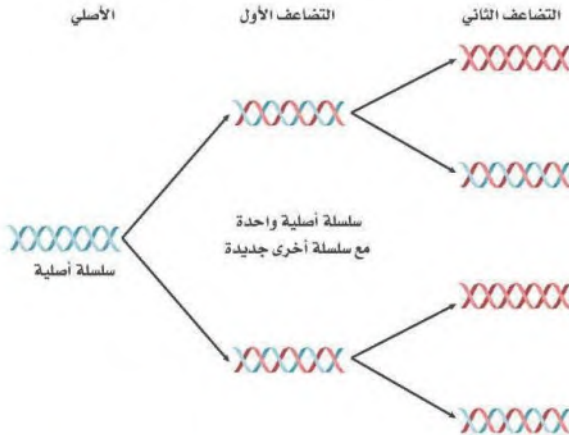 الأصلي
التضاعف الأول
التضاعف الثاني
سلسلة أصلية واحدة
مع سلسلة أخرى جديدة
سلسلة أصلية